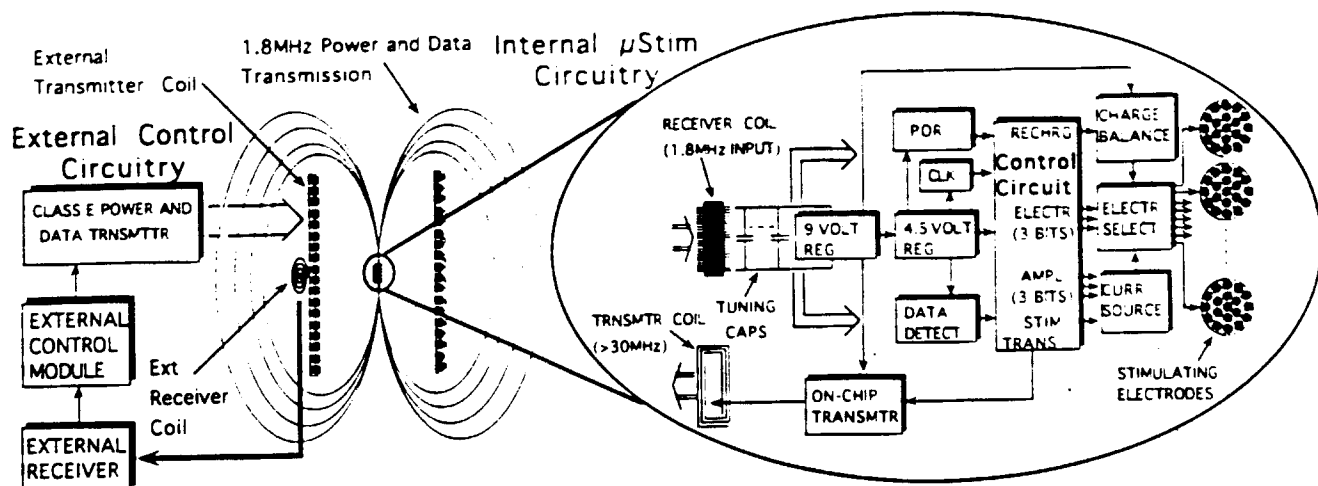 External
Transmitter Coil
1.8MHz Power and Data
Transmission
Internal µStim
Circuitry
External Control
Circuitry
CLASS E POWER AND
DATA TRNSMTTR
EXTERNAL
CONTROL
MODULE
EXTERNAL
RECEIVER
Ext
Receiver
Coil
RECEIVER COIL
(1.8MHz INPUT)
TUNING
CAPS
TRNSMTR COIL
(>30MHz)
9 VOLT
REG
4.5 VOLT
REG
POR
CLK
DATA
DETECT
ON-CHIP
TRANSMTR
RECHRG
Control
Circuit
ELECTR
(3 BITS)
AMPL
(3 BITS)
STIM
TRANS
CHARGE
BALANCE
ELECTR
SELECT
CURR
SOURCE
STIMULATING
ELECTRODES